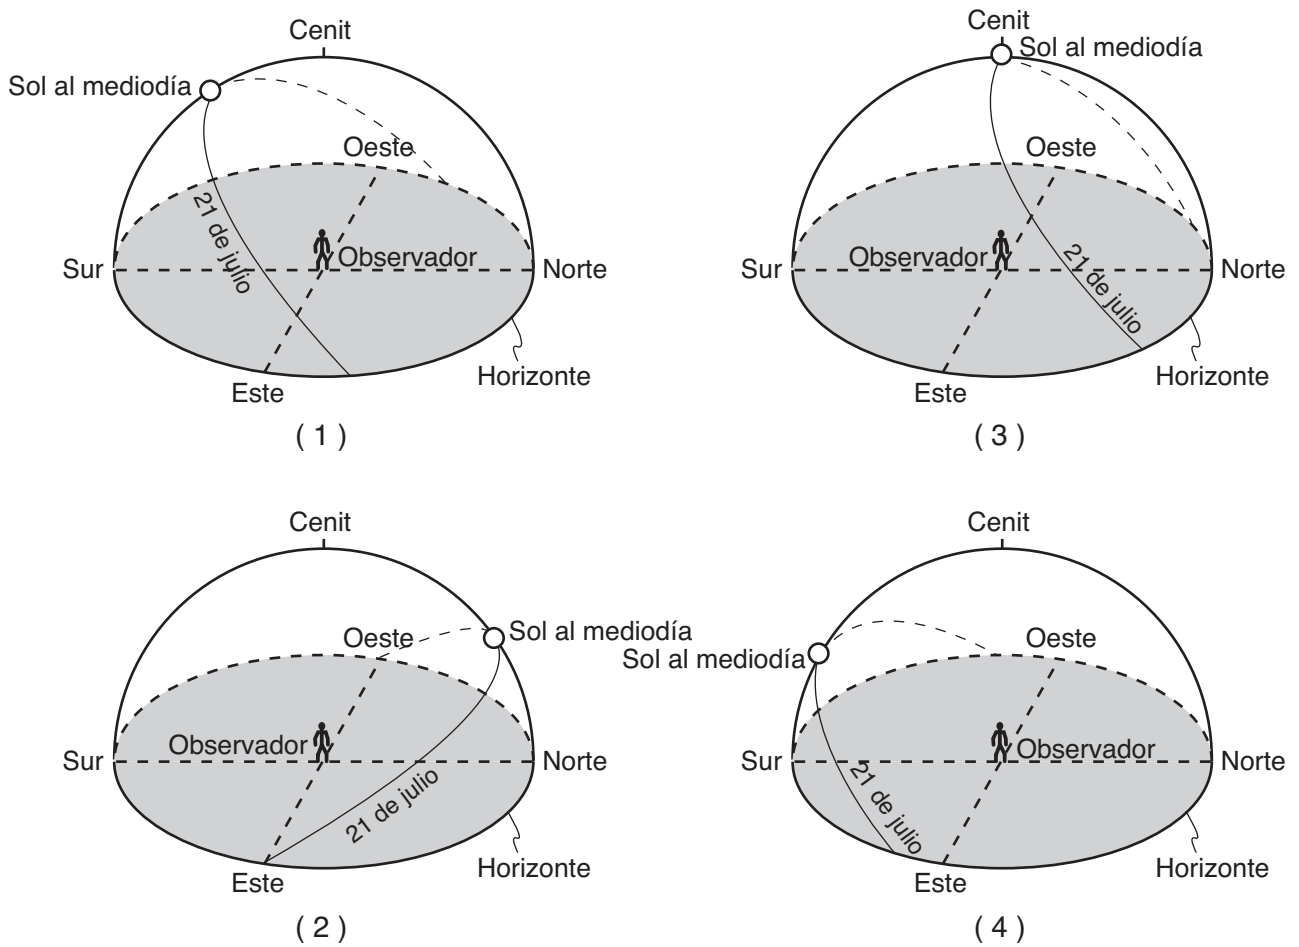 Cenit
Sol al mediodía
Oeste
21 de julio
Observador
Sur
Norte
Horizonte
Este
( 1 )
Cenit
Sol al mediodía
Oeste
Observador
21 de julio
Sur
Norte
Horizonte
Este
( 3 )
Cenit
Oeste
Sol al mediodía
Observador
Sur
Norte
21 de julio
Horizonte
Este
( 2 )
Cenit
Oeste
Sol al mediodía
Observador
Sur
Norte
21 de julio
Horizonte
Este
( 4 )